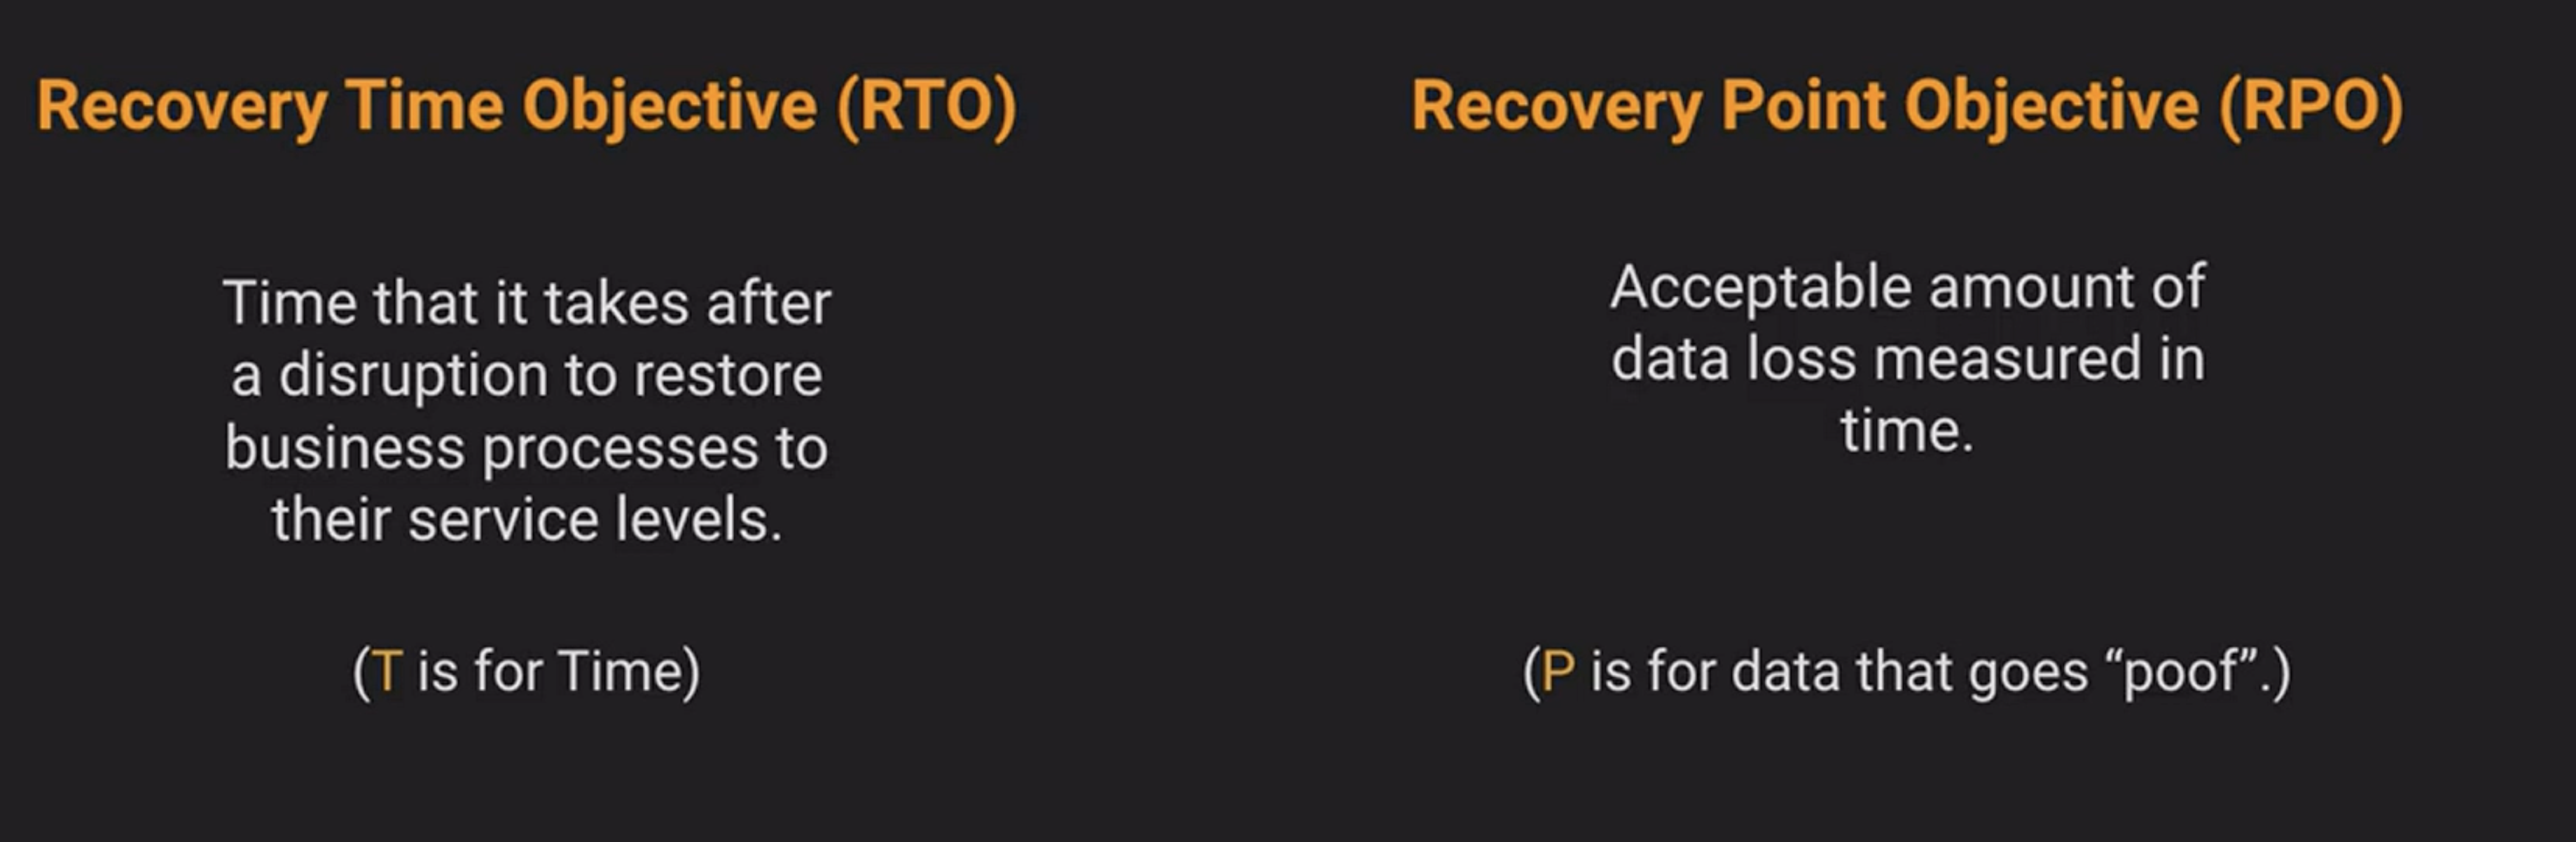 Recovery Time Objective (RTO)
Time that it takes after
a disruption to restore
business processes to
their service levels.
(T is for Time)
Recovery Point Objective (RPO)
Acceptable amount of
data loss measured in
time.
(P is for data that goes “poof”.)